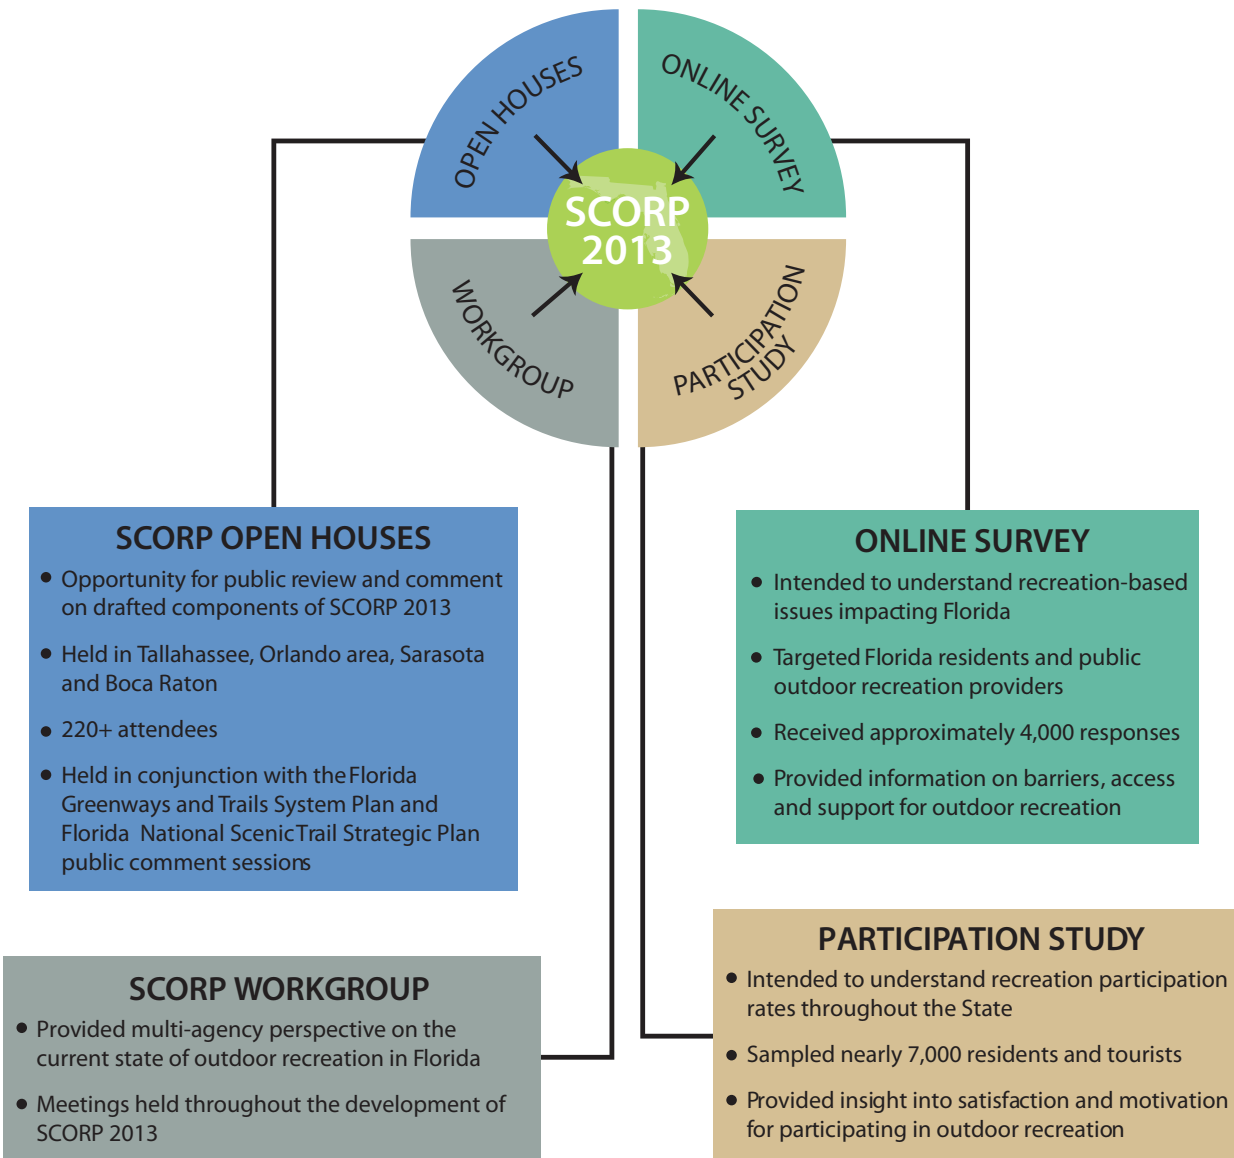 OPEN HOUSES
ONLINE SURVEY
SCORP
2013
WORKGROUP
PARTICIPATION
STUDY
SCORP OPEN HOUSES
• Opportunity for public review and comment
on drafted components of SCORP 2013
• Held in Tallahassee, Orlando area, Sarasota
and Boca Raton
• 220+ attendees
• Held in conjunction with the Florida
Greenways and Trails System Plan and
Florida National Scenic Trail Strategic Plan
public comment sessions
ONLINE SURVEY
• Intended to understand recreation-based
issues impacting Florida
• Targeted Florida residents and public
outdoor recreation providers
• Received approximately 4,000 responses
• Provided information on barriers, access
and support for outdoor recreation
SCORP WORKGROUP
• Provided multi-agency perspective on the
current state of outdoor recreation in Florida
• Meetings held throughout the development of
SCORP 2013
PARTICIPATION STUDY
• Intended to understand recreation participation
rates throughout the State
• Sampled nearly 7,000 residents and tourists
• Provided insight into satisfaction and motivation
for participating in outdoor recreation